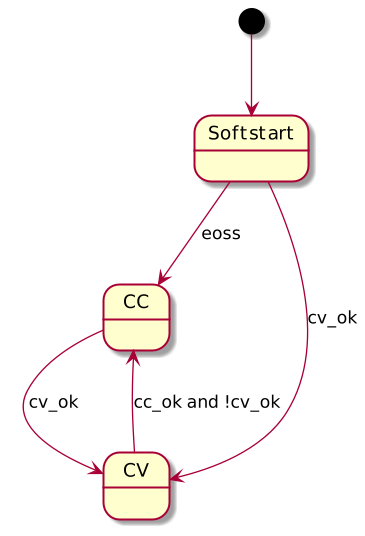 Softstart
eoss
CC
cv_ok
cv_ok
cc_ok and !cv_ok
CV